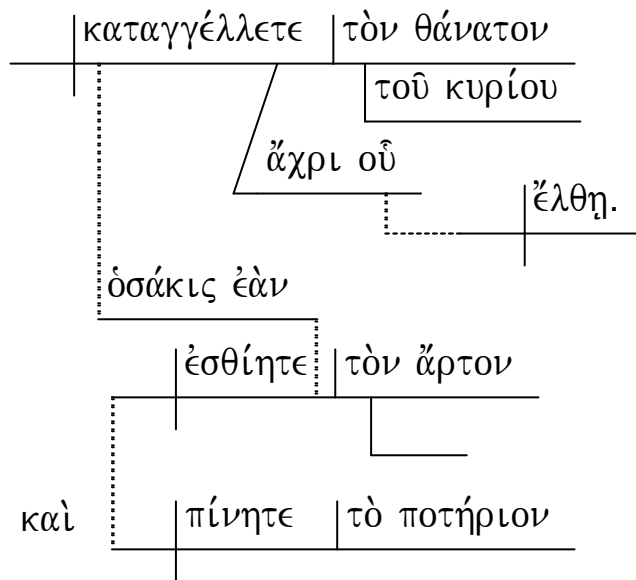 καταγγέλλετε τὸν θάνατον
τοῦ κυρίου
ἄχρι οὗ
ἔλθῃ.
ὁσάκις ἐὰν
ἐσθίητε τὸν ἄρτον
καὶ πίνητε τὸ ποτήριον